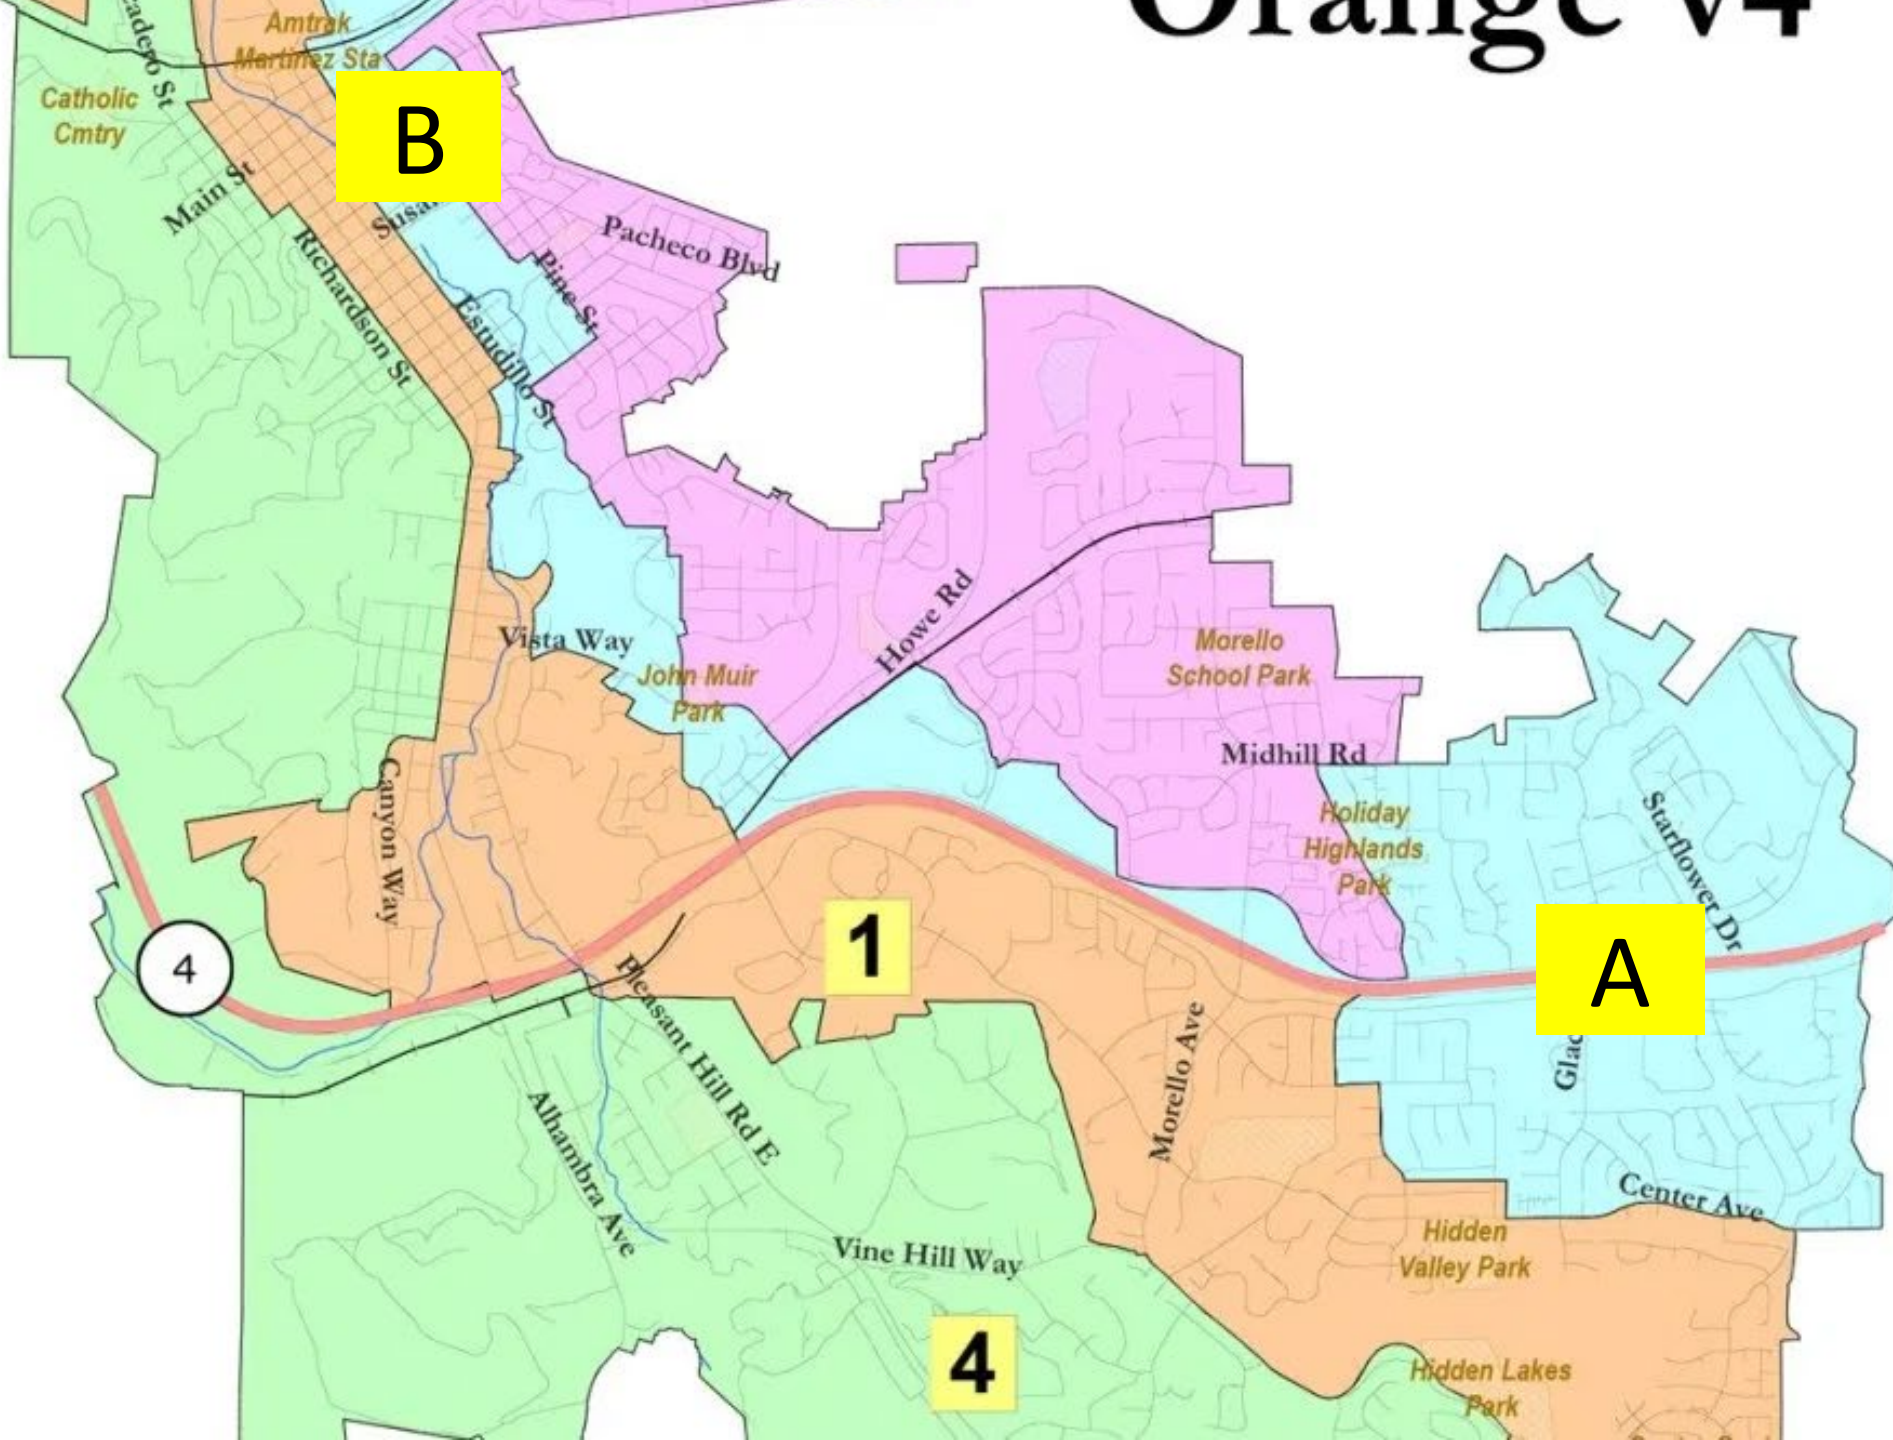 Orange v4
Amtrak
Martinez Sta
Catholic
Cmtry
B
Main St
Richardson St
Pacheco Blvd
Pine St
Estudillo St
Howe Rd
Vista Way
John Muir
Park
Morello
School Park
Midhill Rd
Holiday
Highlands
Park
Starflower Dr
Canyon Way
1
A
4
Pleasant Hill Rd E
Morello Ave
Alhambra Ave
Center Ave
Vine Hill Way
Hidden
Valley Park
4
Hidden Lakes
Park